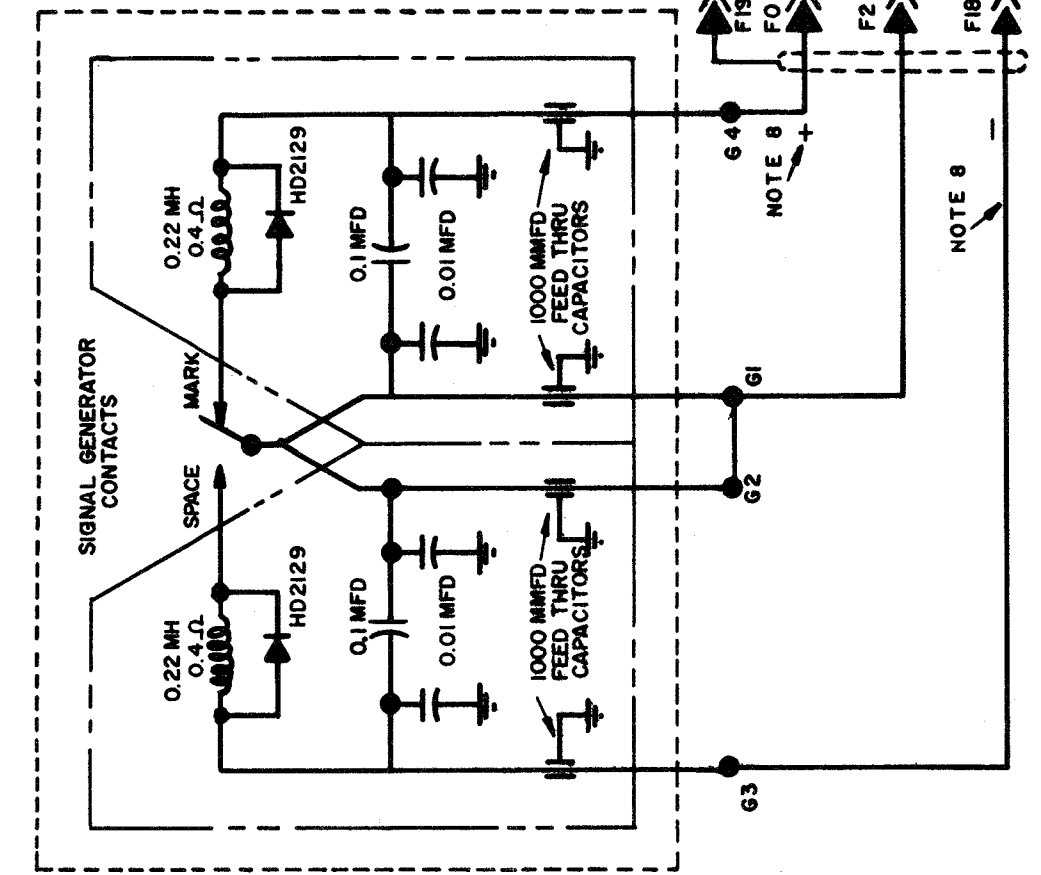 SIGNAL GENERATOR
CONTACTS
SPACE
MARK
0.22 MH
0.4 Ω
HD2129
0.22 MH
0.4 Ω
HD2129
0.1 MFD
0.01 MFD
0.1 MFD
0.01 MFD
1000 MMFD
FEED THRU
CAPACITORS
1000 MMFD
FEED THRU
CAPACITORS
G3
G2
G1
G4
NOTE 8
+
NOTE 8
–
F19
F0
F2
F18